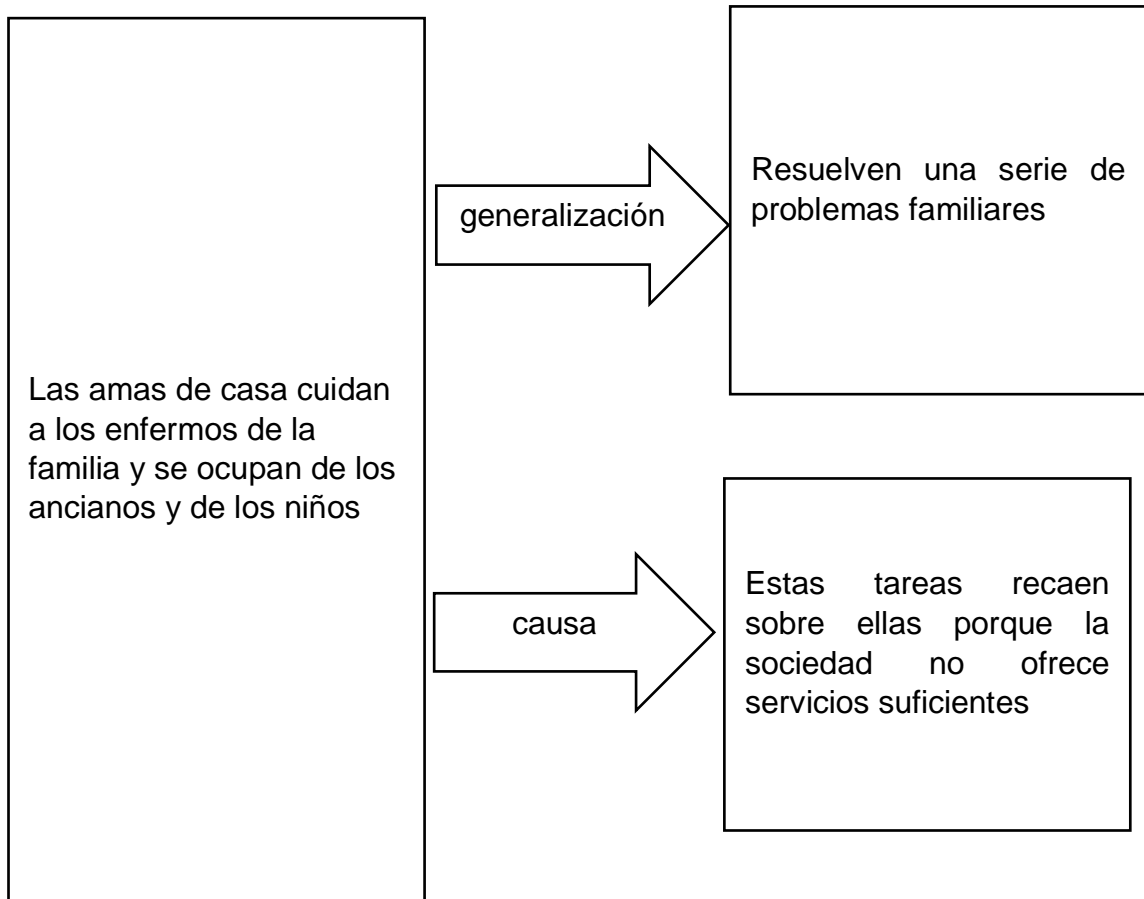 Las amas de casa cuidan
a los enfermos de la
familia y se ocupan de los
ancianos y de los niños
generalización
Resuelven una serie de
problemas familiares
causa
Estas tareas recaen
sobre ellas porque la
sociedad no ofrece
servicios suficientes